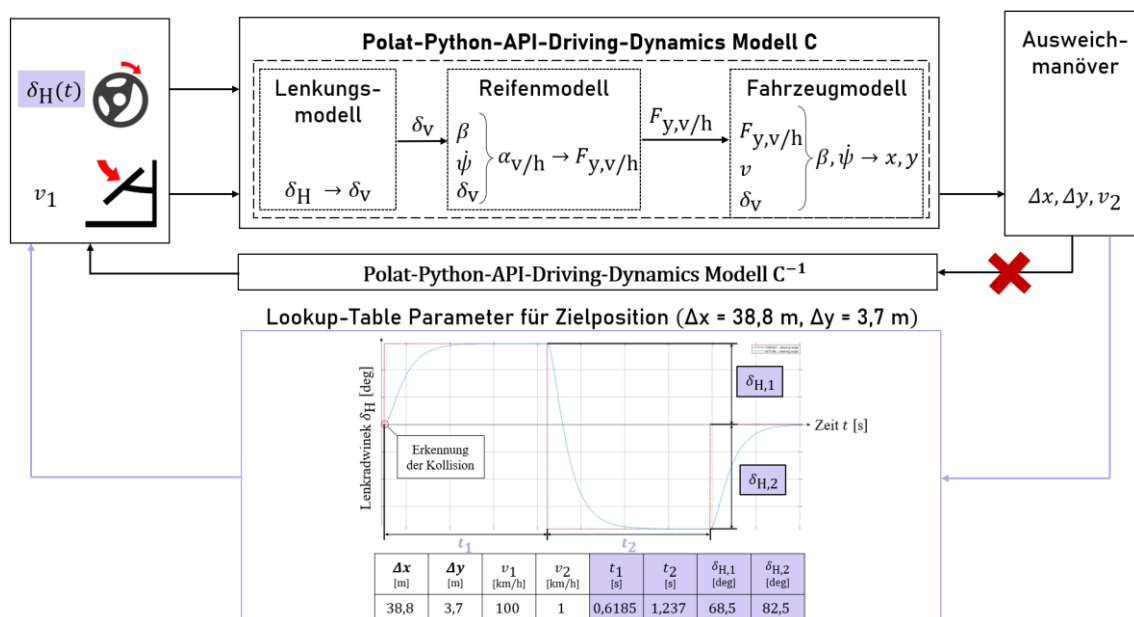 Polat-Python-API-Driving-Dynamics Modell C
Ausweich-
manöver
δH(t)
v1
Lenkungs-
modell
δH → δv
δv
Reifenmodell
β
ψ̇
δv
αv/h → Fy,v/h
Fy,v/h
Fahrzeugmodell
Fy,v/h
v
δv
β, ψ̇ → x, y
Δx, Δy, v2
Polat-Python-API-Driving-Dynamics Modell C⁻¹
Lookup-Table Parameter für Zielposition (Δx = 38,8 m, Δy = 3,7 m)
Lenkradwinek δH [deg]
δH,1
Zeit t [s]
Erkennung
der Kollision
δH,2
t1 t2
Δx Δy v1 v2 t1 t2 δH,1 δH,2
[m] [m] [km/h] [km/h] [s] [s] [deg] [deg]
38,8 3,7 100 1 0,6185 1,237 68,5 82,5